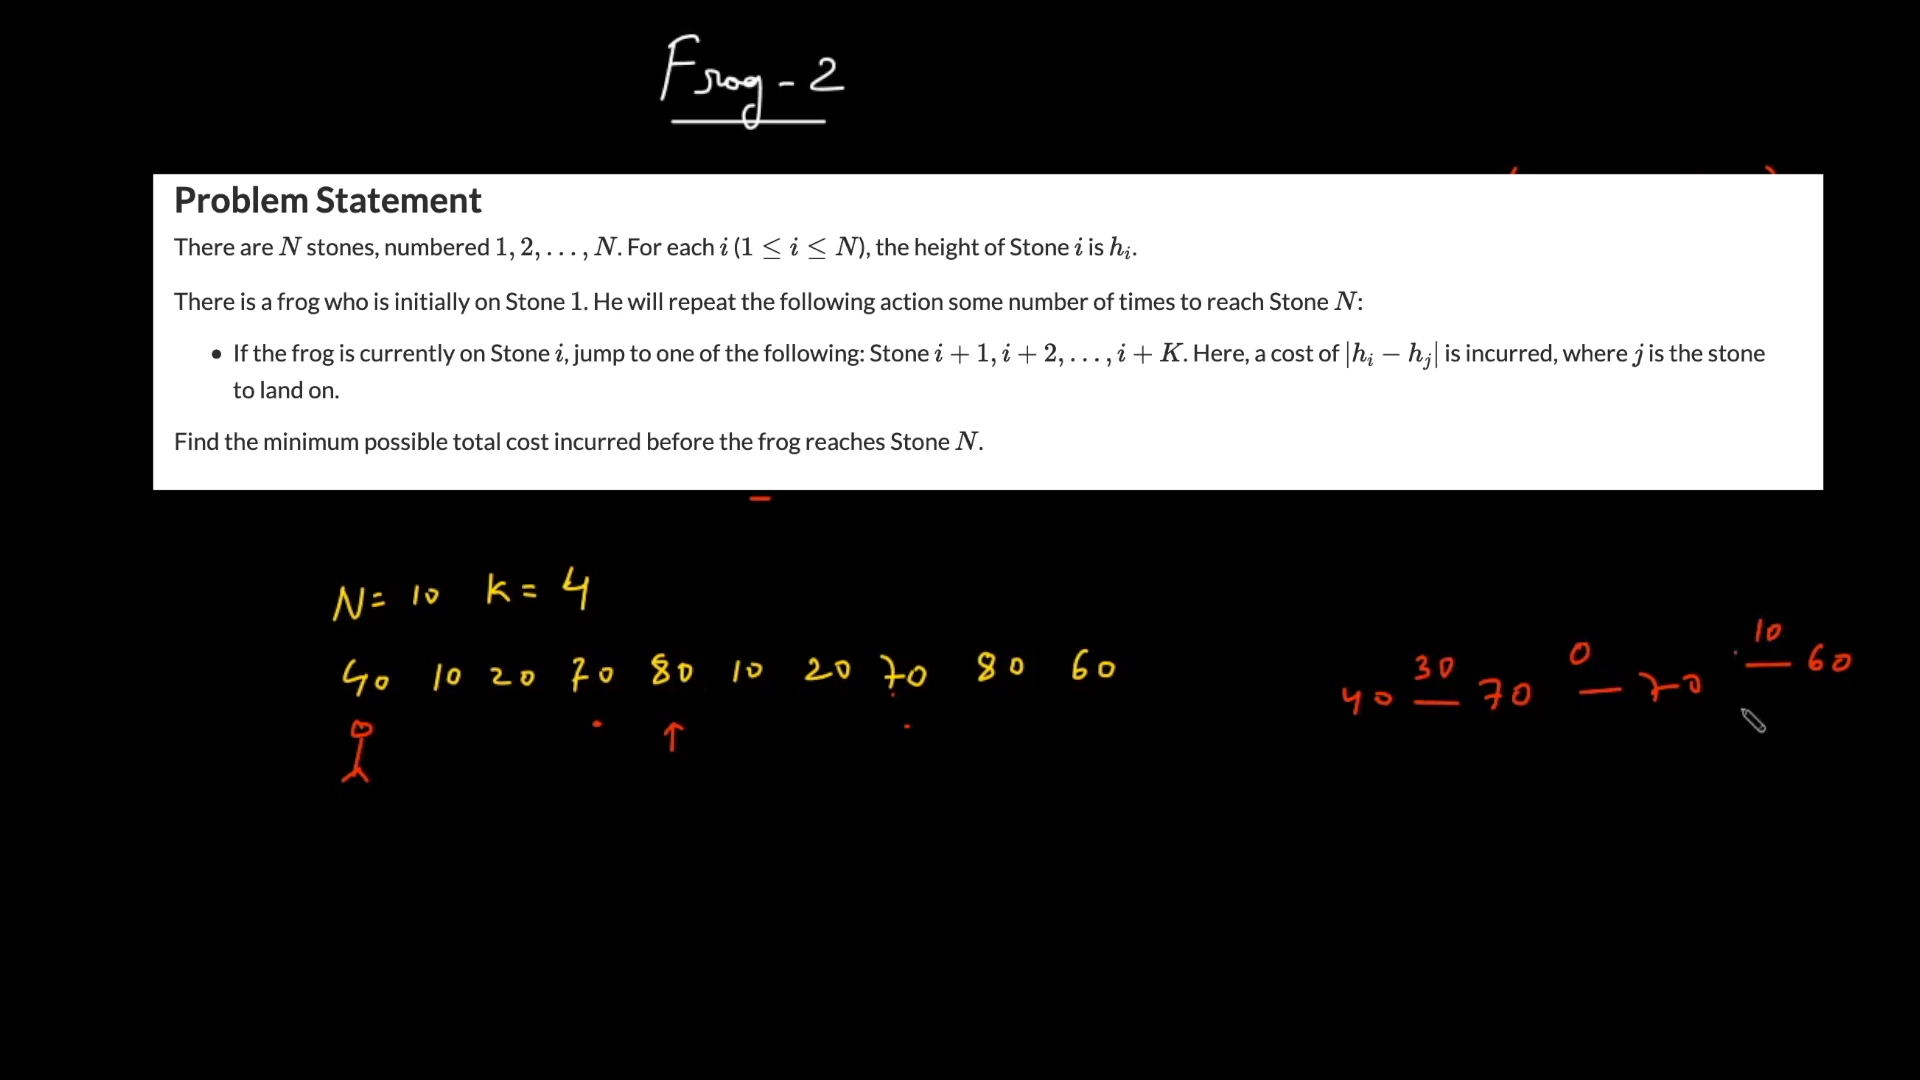 Frog-2
Problem Statement
There are N stones, numbered 1, 2, . . . , N. For each i (1 ≤ i ≤ N), the height of Stone i is hᵢ.
There is a frog who is initially on Stone 1. He will repeat the following action some number of times to reach Stone N:
• If the frog is currently on Stone i, jump to one of the following: Stone i + 1, i + 2, . . . , i + K. Here, a cost of |hᵢ − hⱼ| is incurred, where j is the stone
to land on.
Find the minimum possible total cost incurred before the frog reaches Stone N.
N= 10 K= 4
40 10 20 70 80 10 20 70 80 60
30 0 10
40 — 70 — 70 — 60